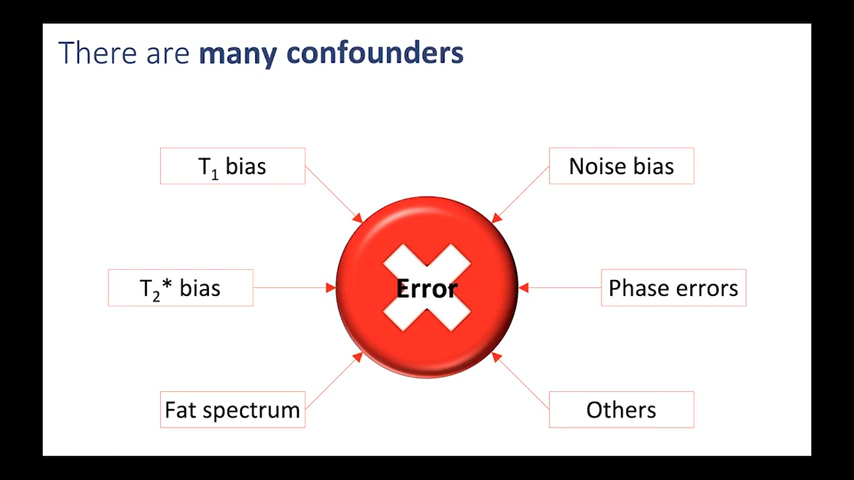 There are many confounders
T₁ bias
Noise bias
T₂* bias
Error
Phase errors
Fat spectrum
Others